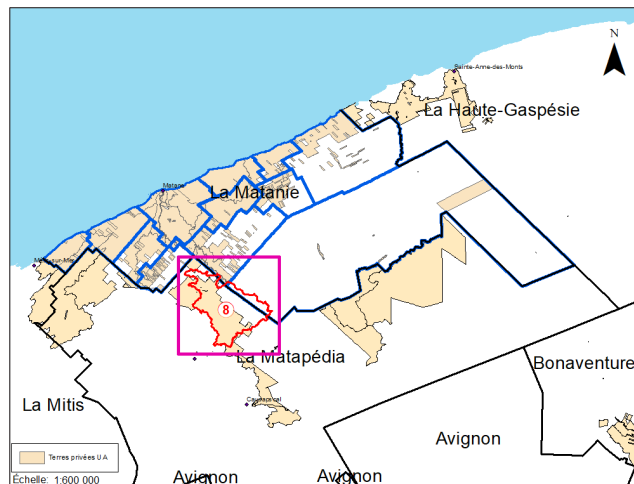 N
Sainte-Anne-des-Monts
La Haute-Gaspésie
Matane
La Matanie
8
La Matapédia
Bonaventure
La Mitis
Causapscal
Avignon
Terres privées UA
Échelle: 1:600 000
Avignon
Avignon